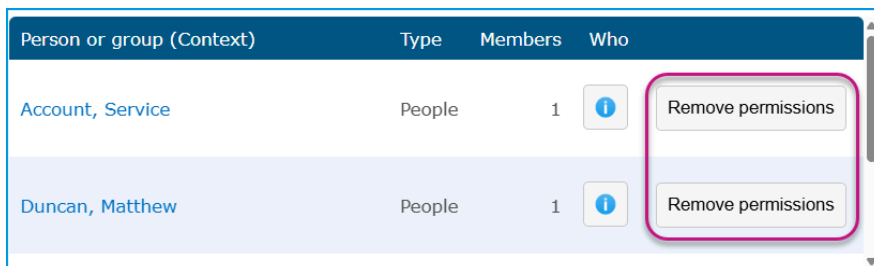 Person or group (Context) Type Members Who
Account, Service People 1 Remove permissions
Duncan, Matthew People 1 Remove permissions